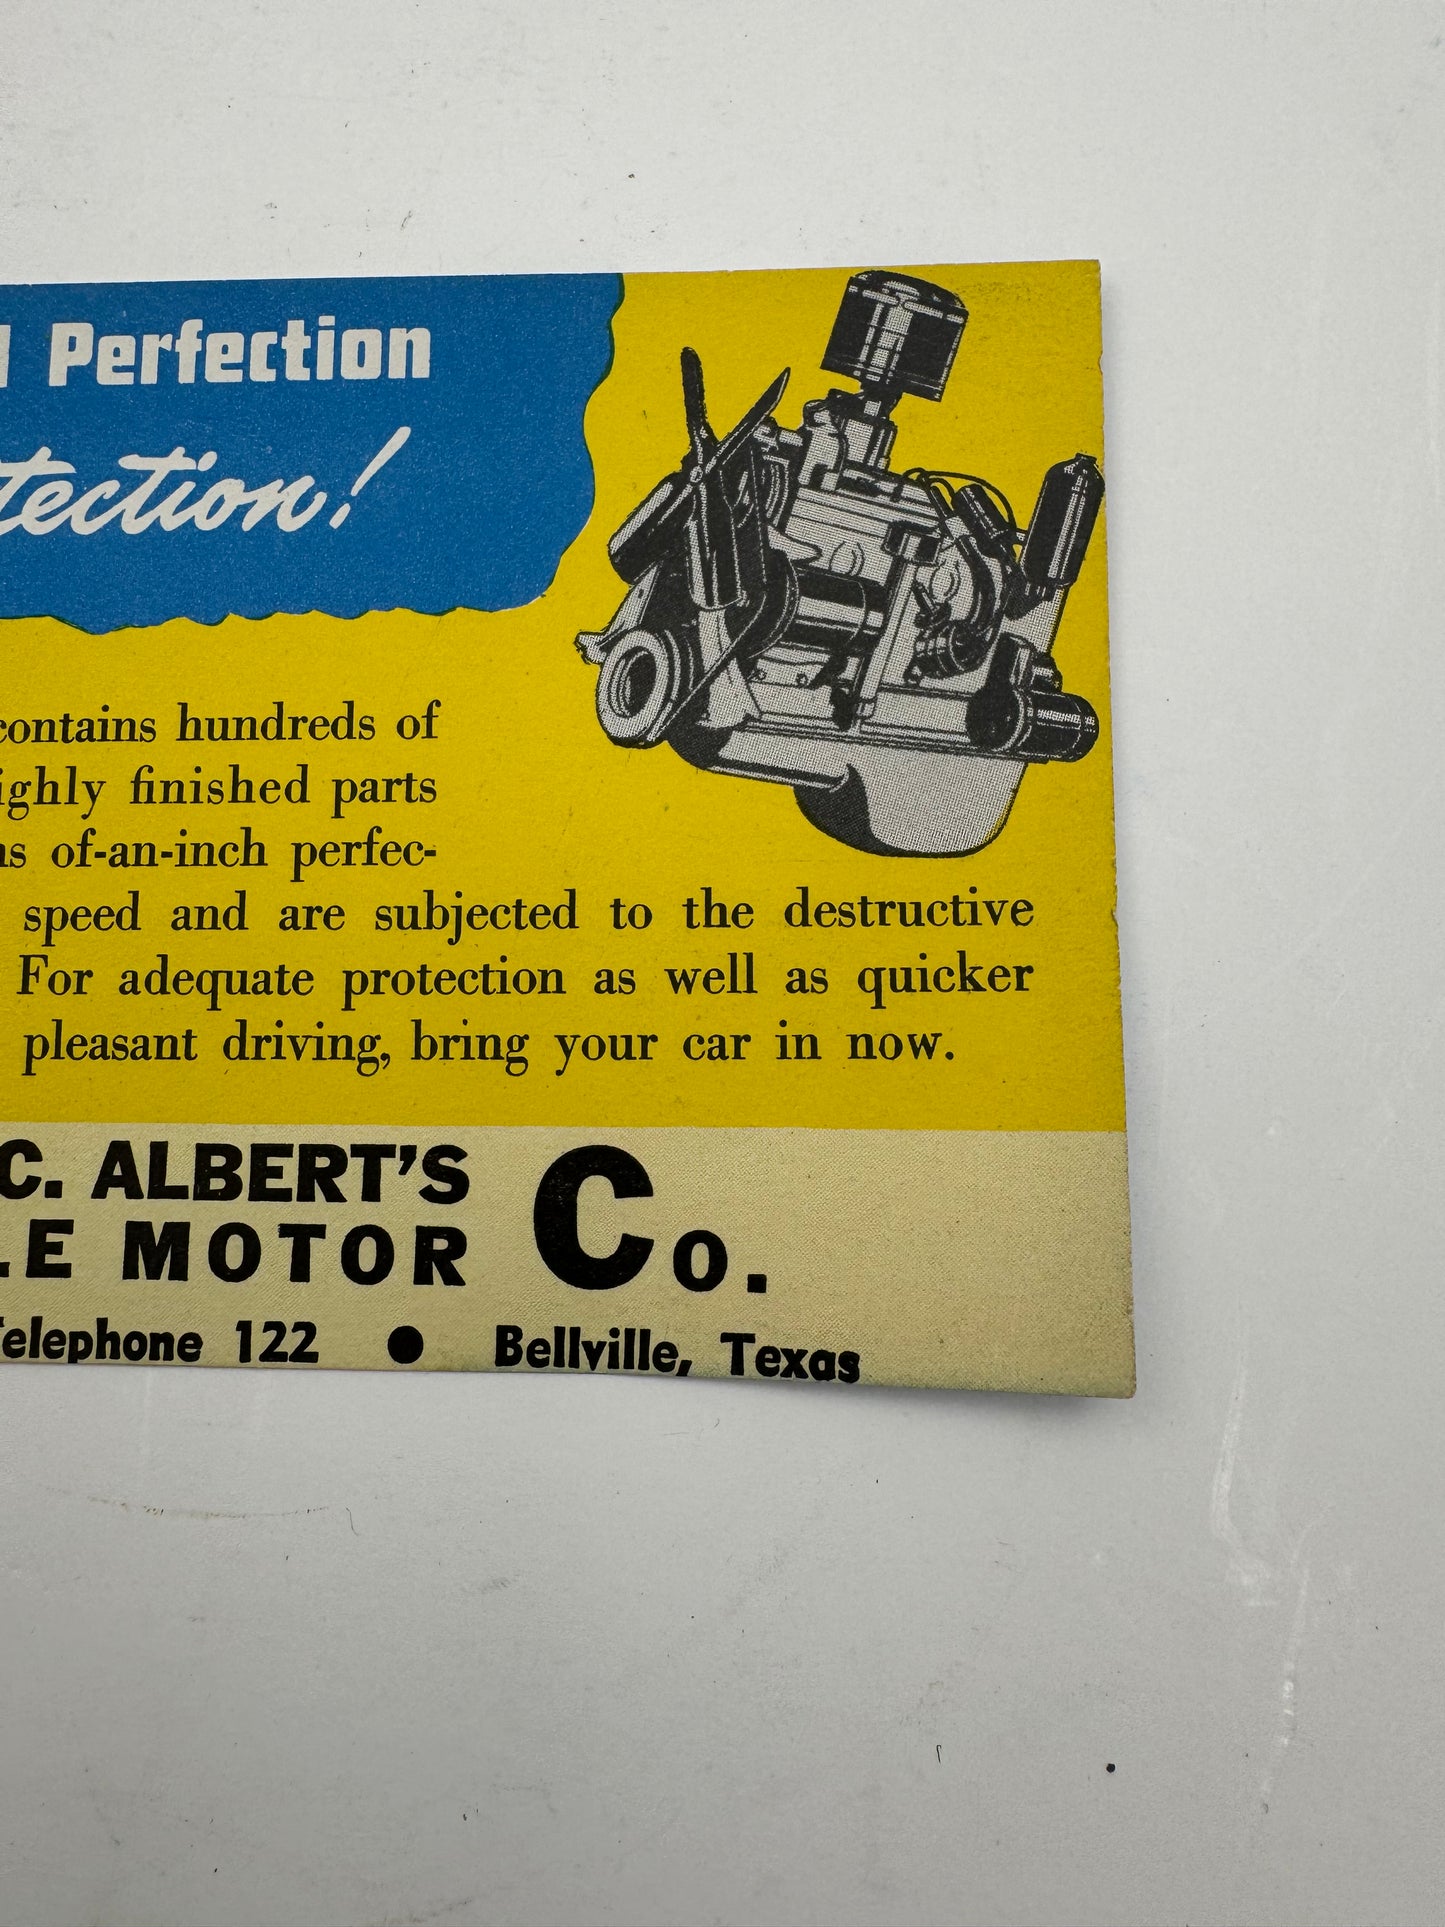 Perfection
tection!
contains hundreds of
ighly finished parts
ns of-an-inch perfec-
speed and are subjected to the destructive
For adequate protection as well as quicker
pleasant driving, bring your car in now.
C. ALBERT'S
LE MOTOR Co.
Telephone 122 • Bellville, Texas